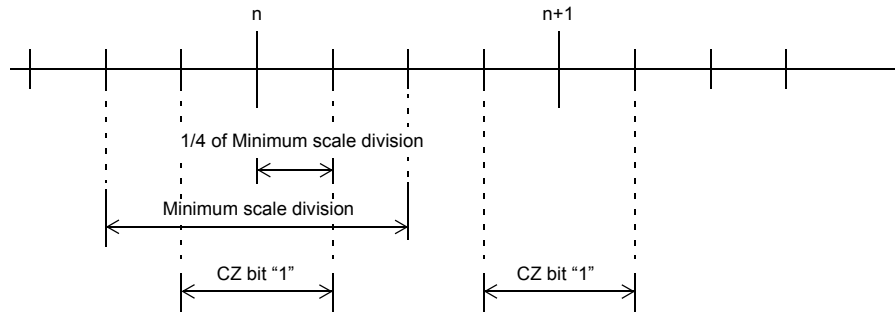 n
n+1
1/4 of Minimum scale division
Minimum scale division
CZ bit “1”
CZ bit “1”